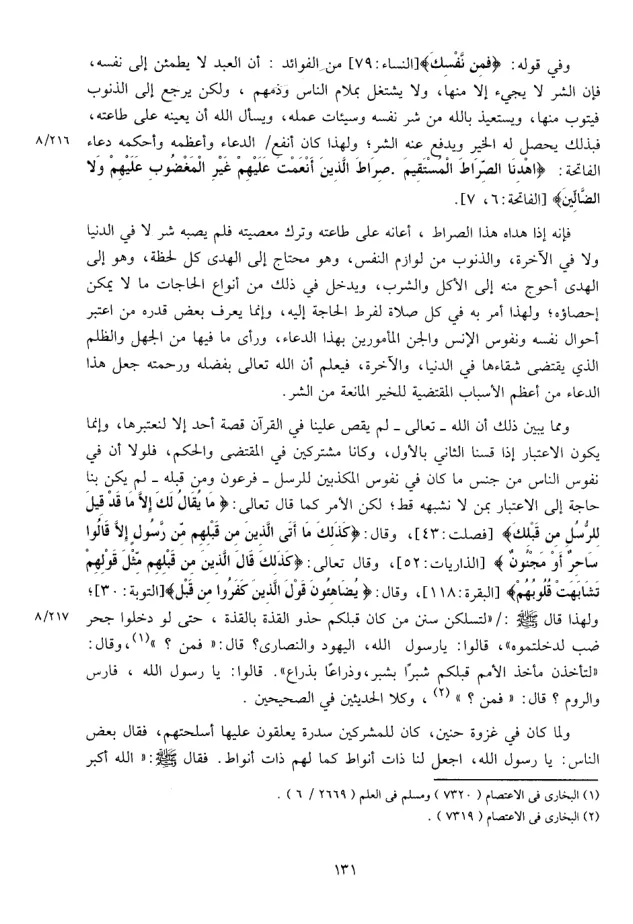 وفي قوله: ﴿فَمِن نَّفْسِكَ﴾[النساء:٧٩] من الفوائد : أن العبد لا يطمئن إلى نفسه،
فإن الشر لا يجيء إلا منها، ولا يشتغل بملام الناس وذمهم ، ولكن يرجع إلى الذنوب
فيتوب منها، ويستعيذ بالله من شر نفسه وسيئات عمله، ويسأل الله أن يعينه على طاعته،
٨/٢١٦ فبذلك يحصل له الخير ويدفع عنه الشر؛ ولهذا كان أنفع/ الدعاء وأعظمه وأحكمه دعاء
الفاتحة: ﴿اهْدِنَا الصِّرَاطَ الْمُسْتَقِيمَ .صِرَاطَ الَّذِينَ أَنْعَمْتَ عَلَيْهِمْ غَيْرِ الْمَغْضُوبِ عَلَيْهِمْ وَلا
الضَّالِّينَ﴾ [الفاتحة:٦، ٧].
فإنه إذا هداه هذا الصراط ، أعانه على طاعته وترك معصيته فلم يصبه شر لا في الدنيا
ولا في الآخرة، والذنوب من لوازم النفس، وهو محتاج إلى الهدى كل لحظة، وهو إلى
الهدى أحوج منه إلى الأكل والشرب، ويدخل في ذلك من أنواع الحاجات ما لا يمكن
إحصاؤه؛ ولهذا أمر به في كل صلاة لفرط الحاجة إليه، وإنما يعرف بعض قدره من اعتبر
أحوال نفسه ونفوس الإنس والجن المأمورين بهذا الدعاء، ورأى ما فيها من الجهل والظلم
الذي يقتضى شقاءها في الدنيا، والآخرة، فيعلم أن الله تعالى بفضله ورحمته جعل هذا
الدعاء من أعظم الأسباب المقتضية للخير المانعة من الشر.
ومما يبين ذلك أن الله ـ تعالى ـ لم يقص علينا في القرآن قصة أحد إلا لنعتبرها، وإنما
يكون الاعتبار إذا قسنا الثاني بالأول، وكانا مشتركين في المقتضى والحكم، فلولا أن في
نفوس الناس من جنس ما كان في نفوس المكذبين للرسل ـ فرعون ومن قبله ـ لم يكن بنا
حاجة إلى الاعتبار بمن لا نشبهه قط؛ لكن الأمر كما قال تعالى:﴿ مَا يُقَالُ لَكَ إِلاَّ مَا قَدْ قِيلَ
لِلرُّسُلِ مِن قَبْلِكَ﴾ [فصلت:٤٣]، وقال: ﴿كَذَلِكَ مَا أَتَى الَّذِينَ مِن قَبْلِهِم مِّن رَّسُولٍ إِلاَّ قَالُوا
سَاحِرٌ أَوْ مَجْنُونٌ ﴾ [الذاريات:٥٢]، وقال تعالى: ﴿كَذَلِكَ قَالَ الَّذِينَ مِن قَبْلِهِم مِّثْلَ قَوْلِهِمْ
تَشَابَهَتْ قُلُوبُهُمْ﴾ [البقرة:١١٨]، وقال:﴿ يُضَاهِئُونَ قَوْلَ الَّذِينَ كَفَرُوا مِن قَبْلُ﴾[التوبة:٣٠]؛
٨/٢١٧ ولهذا قال ﷺ :/«لتسلكن سنن من كان قبلكم حذو القذة بالقذة ، حتى لو دخلوا جحر
ضب لدخلتموه»، قالوا: يارسول الله، اليهود والنصارى؟ قال:« فمن ؟ »(١)،وقال:
«لتأخذن مأخذ الأمم قبلكم شبرًا بشبر،وذراعًا بذراع». قالوا: يا رسول الله ، فارس
والروم ؟ قال: « فمن ؟ » (٢)، وكلا الحديثين في الصحيحين .
ولما كان في غزوة حنين، كان للمشركين سدرة يعلقون عليها أسلحتهم، فقال بعض
الناس: يا رسول الله، اجعل لنا ذات أنواط كما لهم ذات أنواط. فقال ﷺ:« الله أكبر
(١) البخارى فى الاعتصام ( ٧٣٢٠ ) ومسلم فى العلم ( ٢٦٦٩ / ٦ ) .
(٢) البخارى فى الاعتصام ( ٧٣١٩ ) .
١٣١